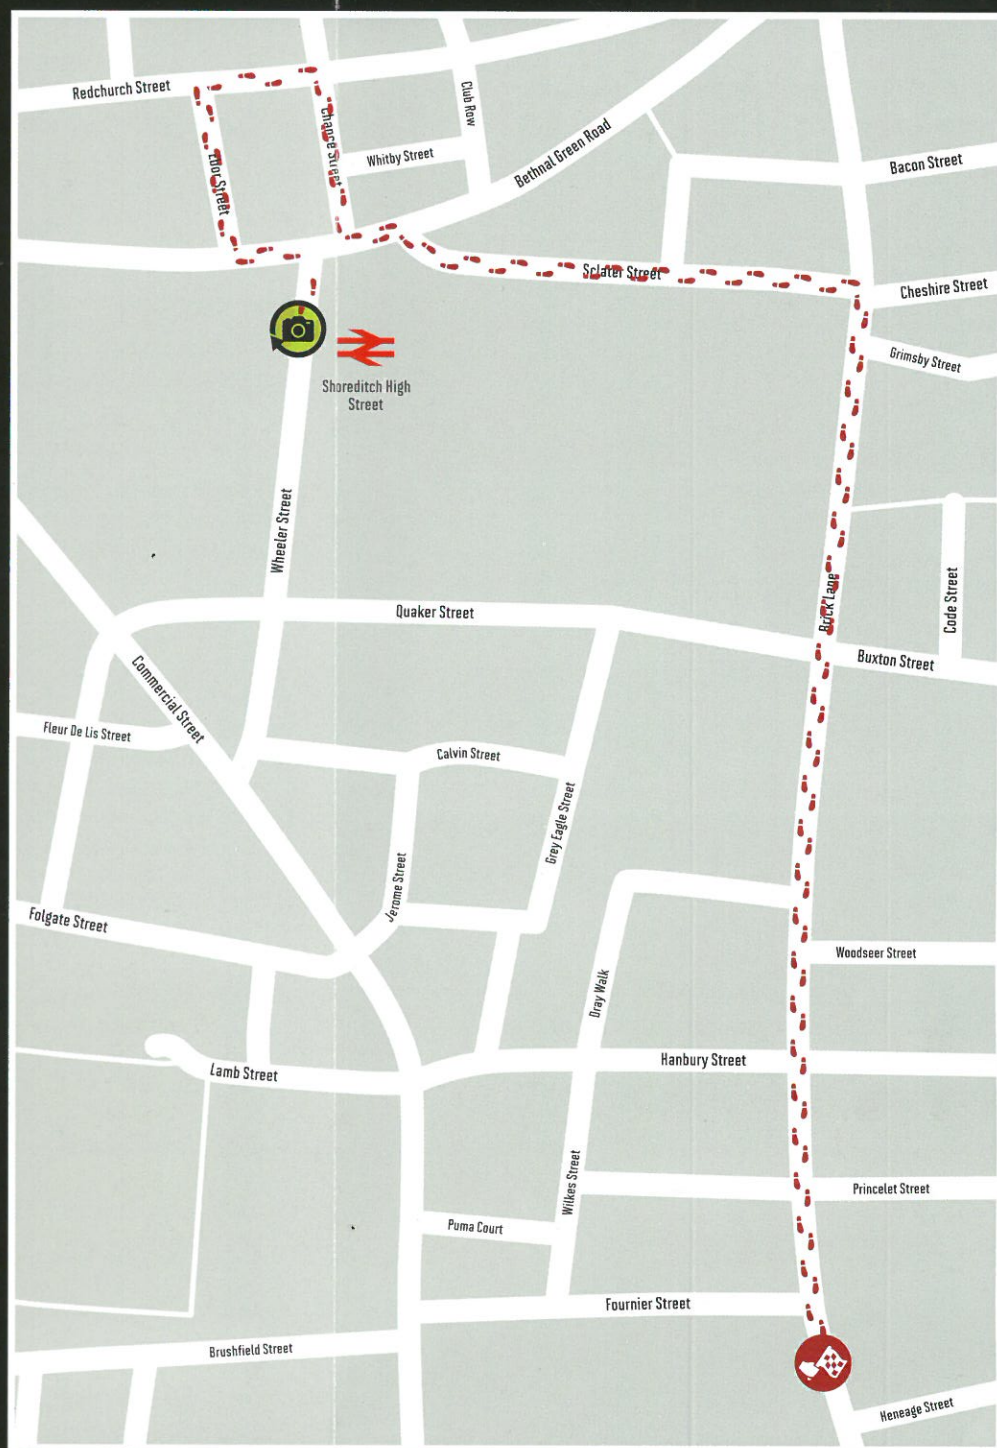 Redchurch Street
Club Row
Chance Street
Whitby Street
Bethnal Green Road
Bacon Street
Ebor Street
Sclater Street
Cheshire Street
Grimsby Street
Shoreditch High
Street
Wheeler Street
Brick Lane
Code Street
Quaker Street
Buxton Street
Commercial Street
Fleur De Lis Street
Calvin Street
Grey Eagle Street
Jerome Street
Folgate Street
Woodseer Street
Dray Walk
Hanbury Street
Lamb Street
Wilkes Street
Princelet Street
Puma Court
Fournier Street
Brushfield Street
Heneage Street